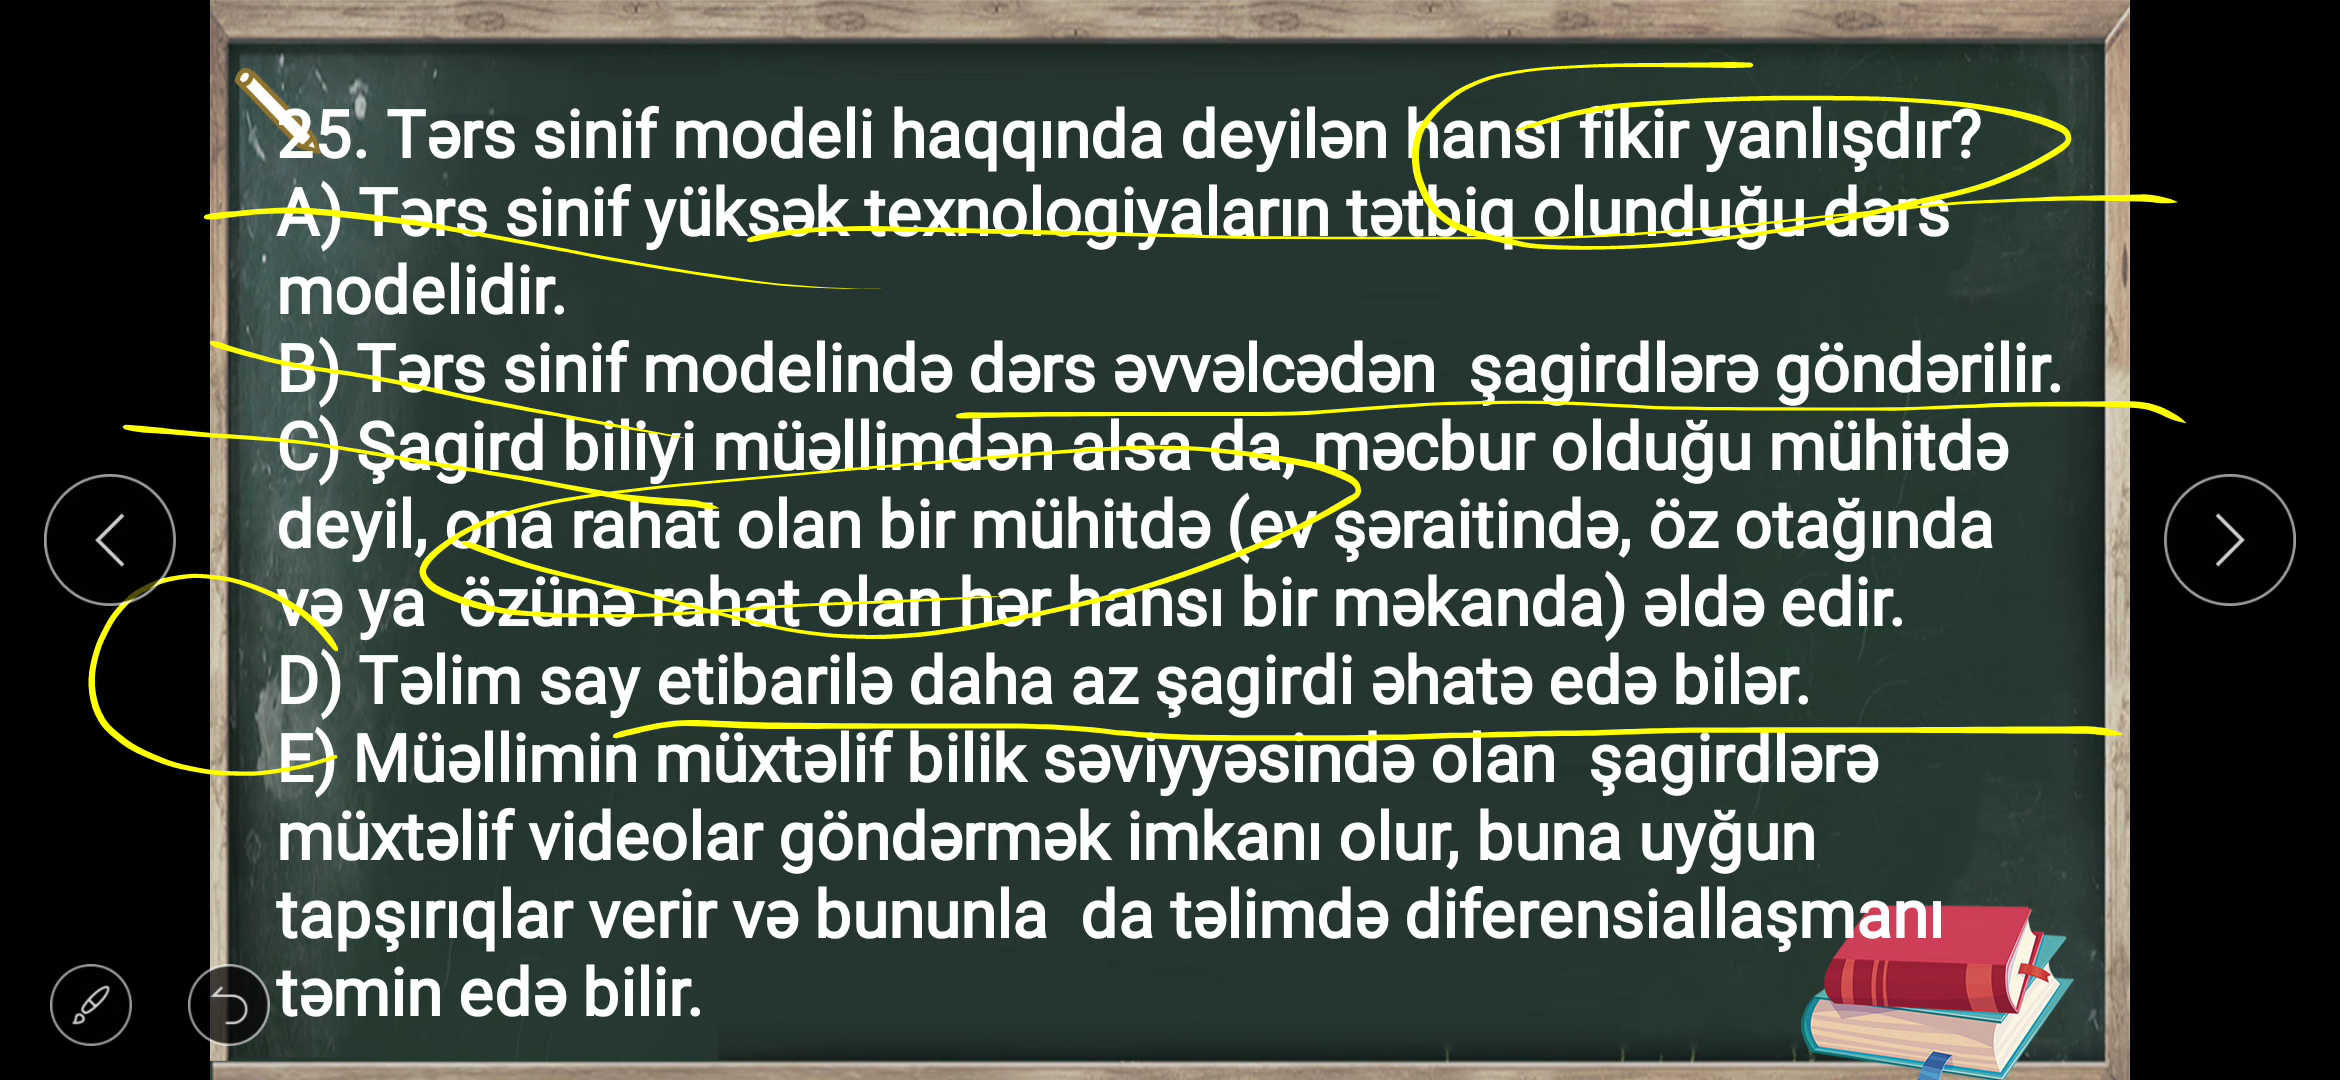 25. Tərs sinif modeli haqqında deyilən hansı fikir yanlışdır?
A) Tərs sinif yüksək texnologiyaların tətbiq olunduğu dərs
modelidir.
B) Tərs sinif modelində dərs əvvəlcədən şagirdlərə göndərilir.
C) Şagird biliyi müəllimdən alsa da, məcbur olduğu mühitdə
deyil, ona rahat olan bir mühitdə (ev şəraitində, öz otağında
və ya özünə rahat olan hər hansı bir məkanda) əldə edir.
D) Təlim say etibarilə daha az şagirdi əhatə edə bilər.
E) Müəllimin müxtəlif bilik səviyyəsində olan şagirdlərə
müxtəlif videolar göndərmək imkanı olur, buna uyğun
tapşırıqlar verir və bununla da təlimdə diferensiallaşmanı
təmin edə bilir.